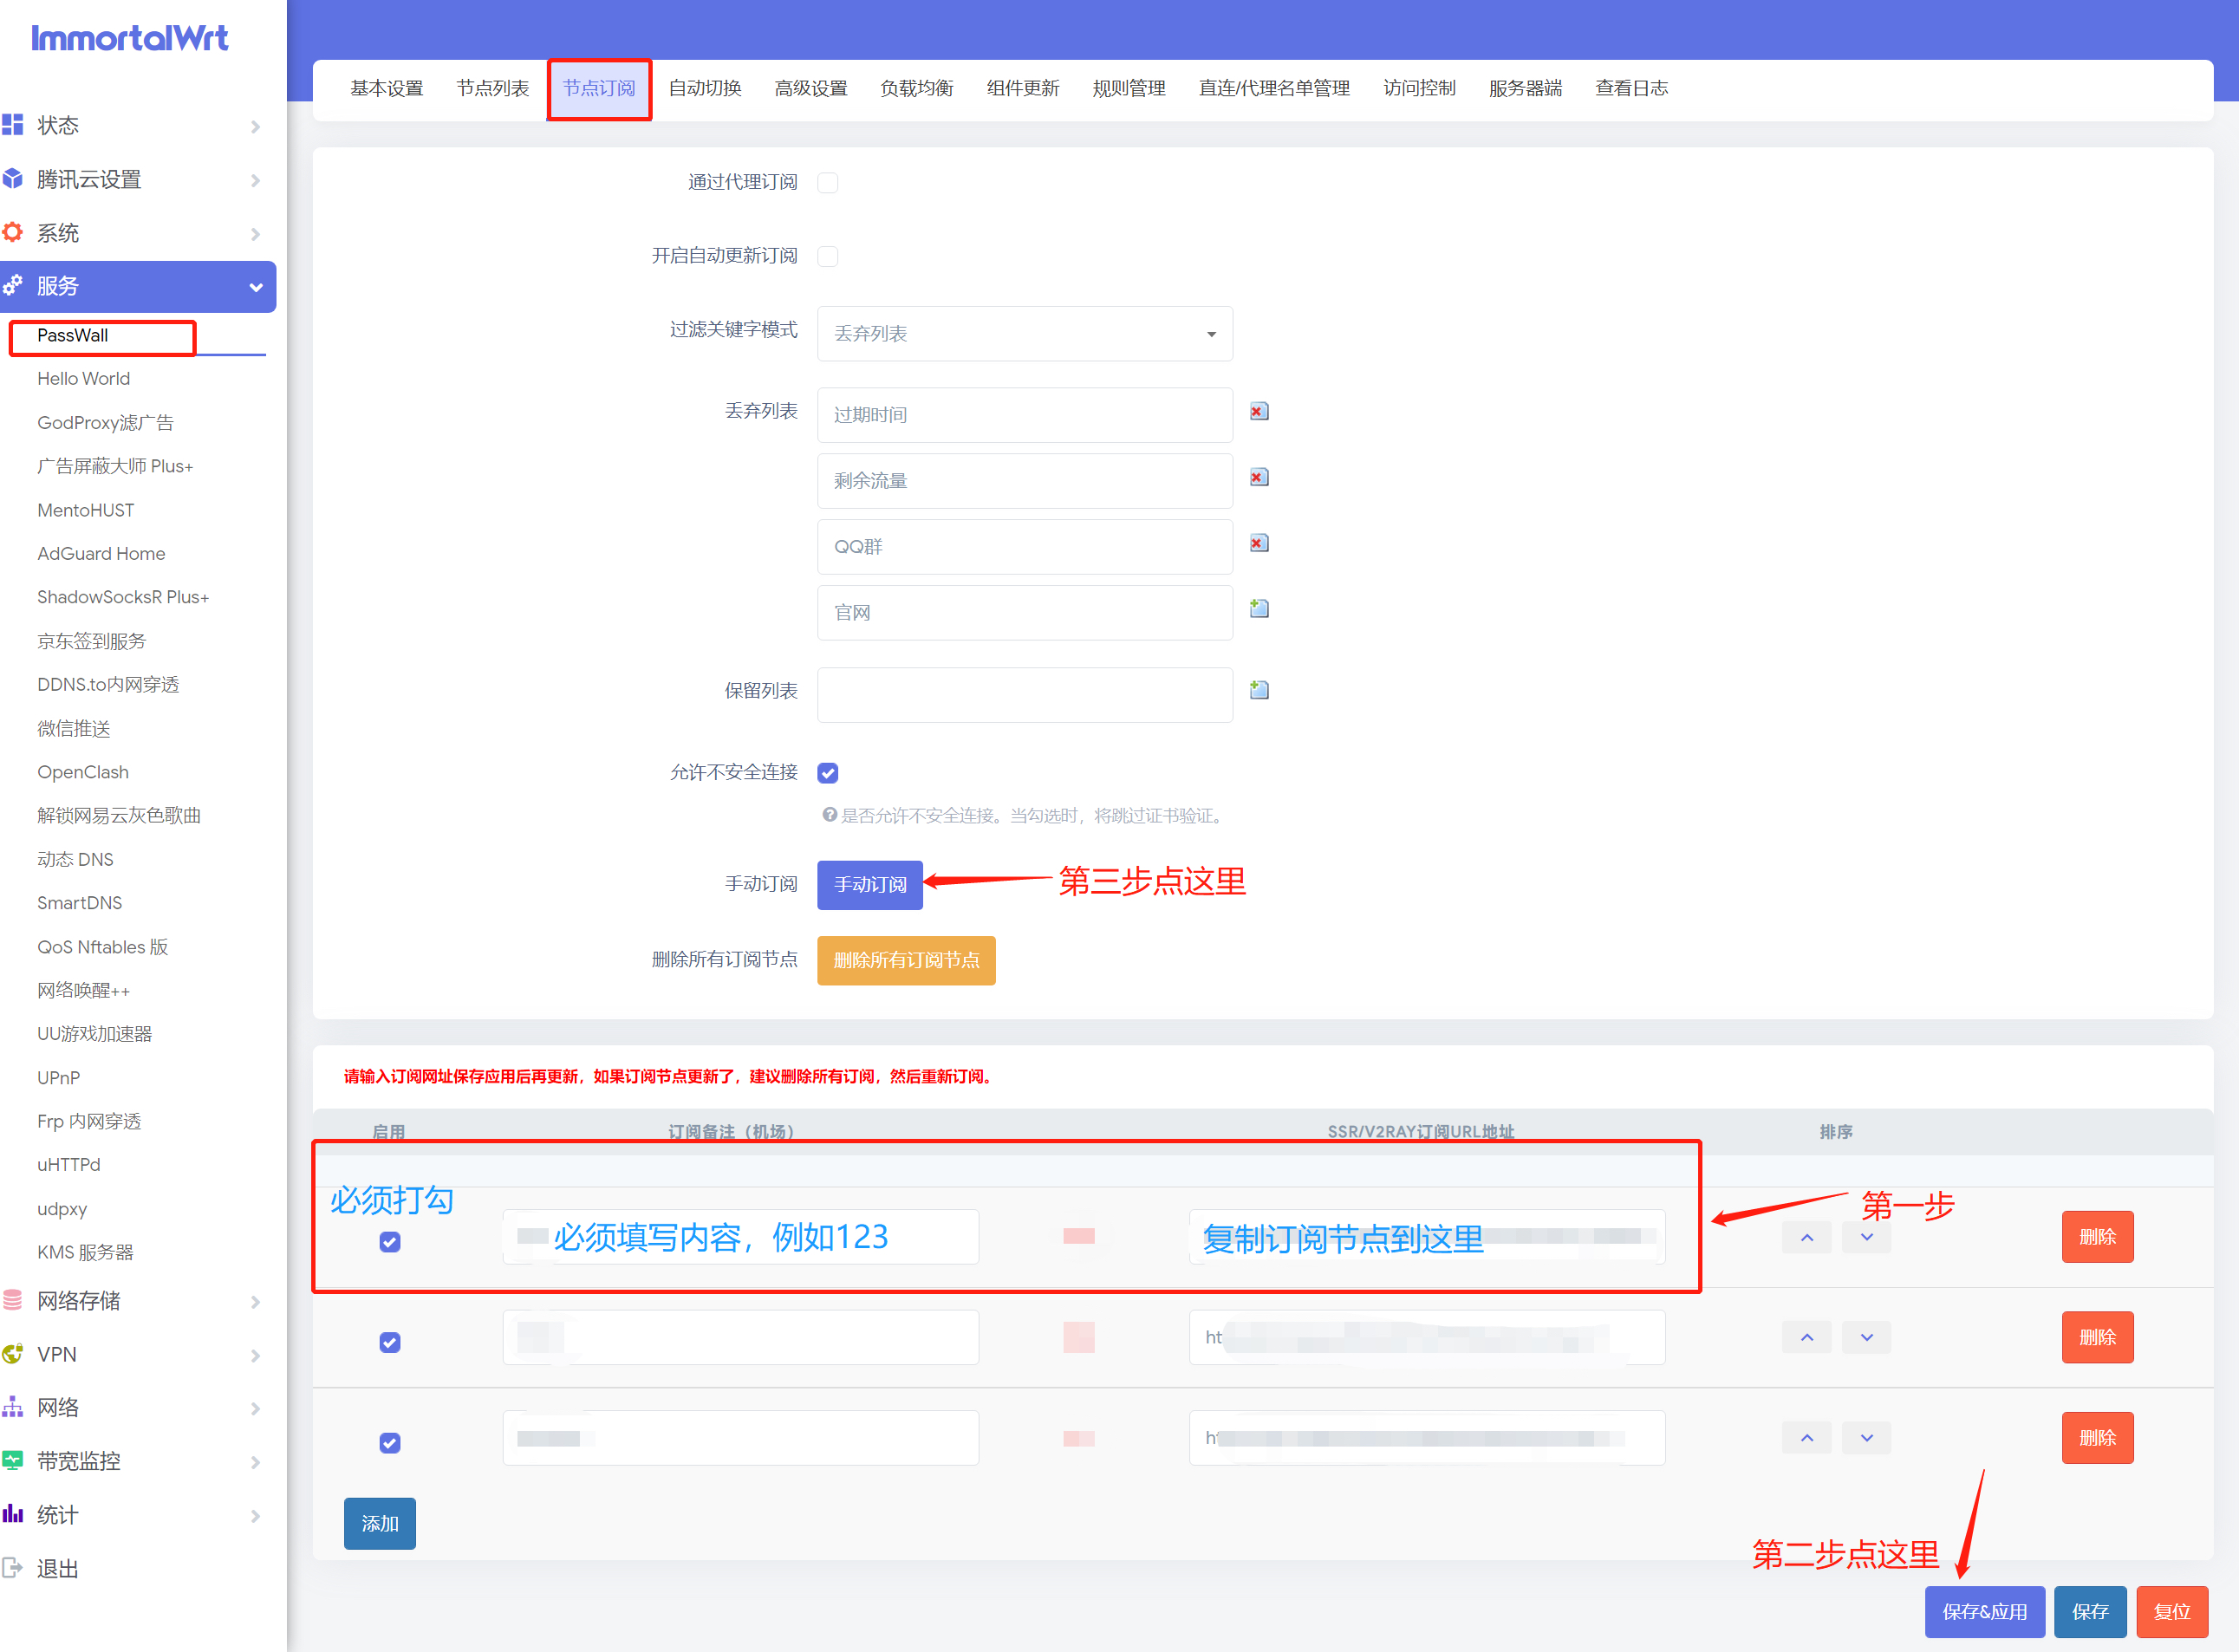 ImmortalWrt
状态
腾讯云设置
系统
服务
PassWall
Hello World
GodProxy滤广告
广告屏蔽大师 Plus+
MentoHUST
AdGuard Home
ShadowSocksR Plus+
京东签到服务
DDNS.to内网穿透
微信推送
OpenClash
解锁网易云灰色歌曲
动态 DNS
SmartDNS
QoS Nftables 版
网络唤醒++
UU游戏加速器
UPnP
Frp 内网穿透
uHTTPd
udpxy
KMS 服务器
网络存储
VPN
网络
带宽监控
统计
退出
基本设置 节点列表 节点订阅 自动切换 高级设置 负载均衡 组件更新 规则管理 直连/代理名单管理 访问控制 服务器端 查看日志
通过代理订阅
开启自动更新订阅
过滤关键字模式 丢弃列表
丢弃列表 过期时间
剩余流量
QQ群
官网
保留列表
允许不安全连接
是否允许不安全连接。当勾选时，将跳过证书验证。
手动订阅 手动订阅 第三步点这里
删除所有订阅节点 删除所有订阅节点
请输入订阅网址保存应用后再更新，如果订阅节点更新了，建议删除所有订阅，然后重新订阅。
启用 订阅备注（机场） SSR/V2RAY订阅URL地址 排序
必须打勾 第一步
必须填写内容，例如123 复制订阅节点到这里 删除
ht 删除
删除
添加
第二步点这里
保存&应用 保存 复位